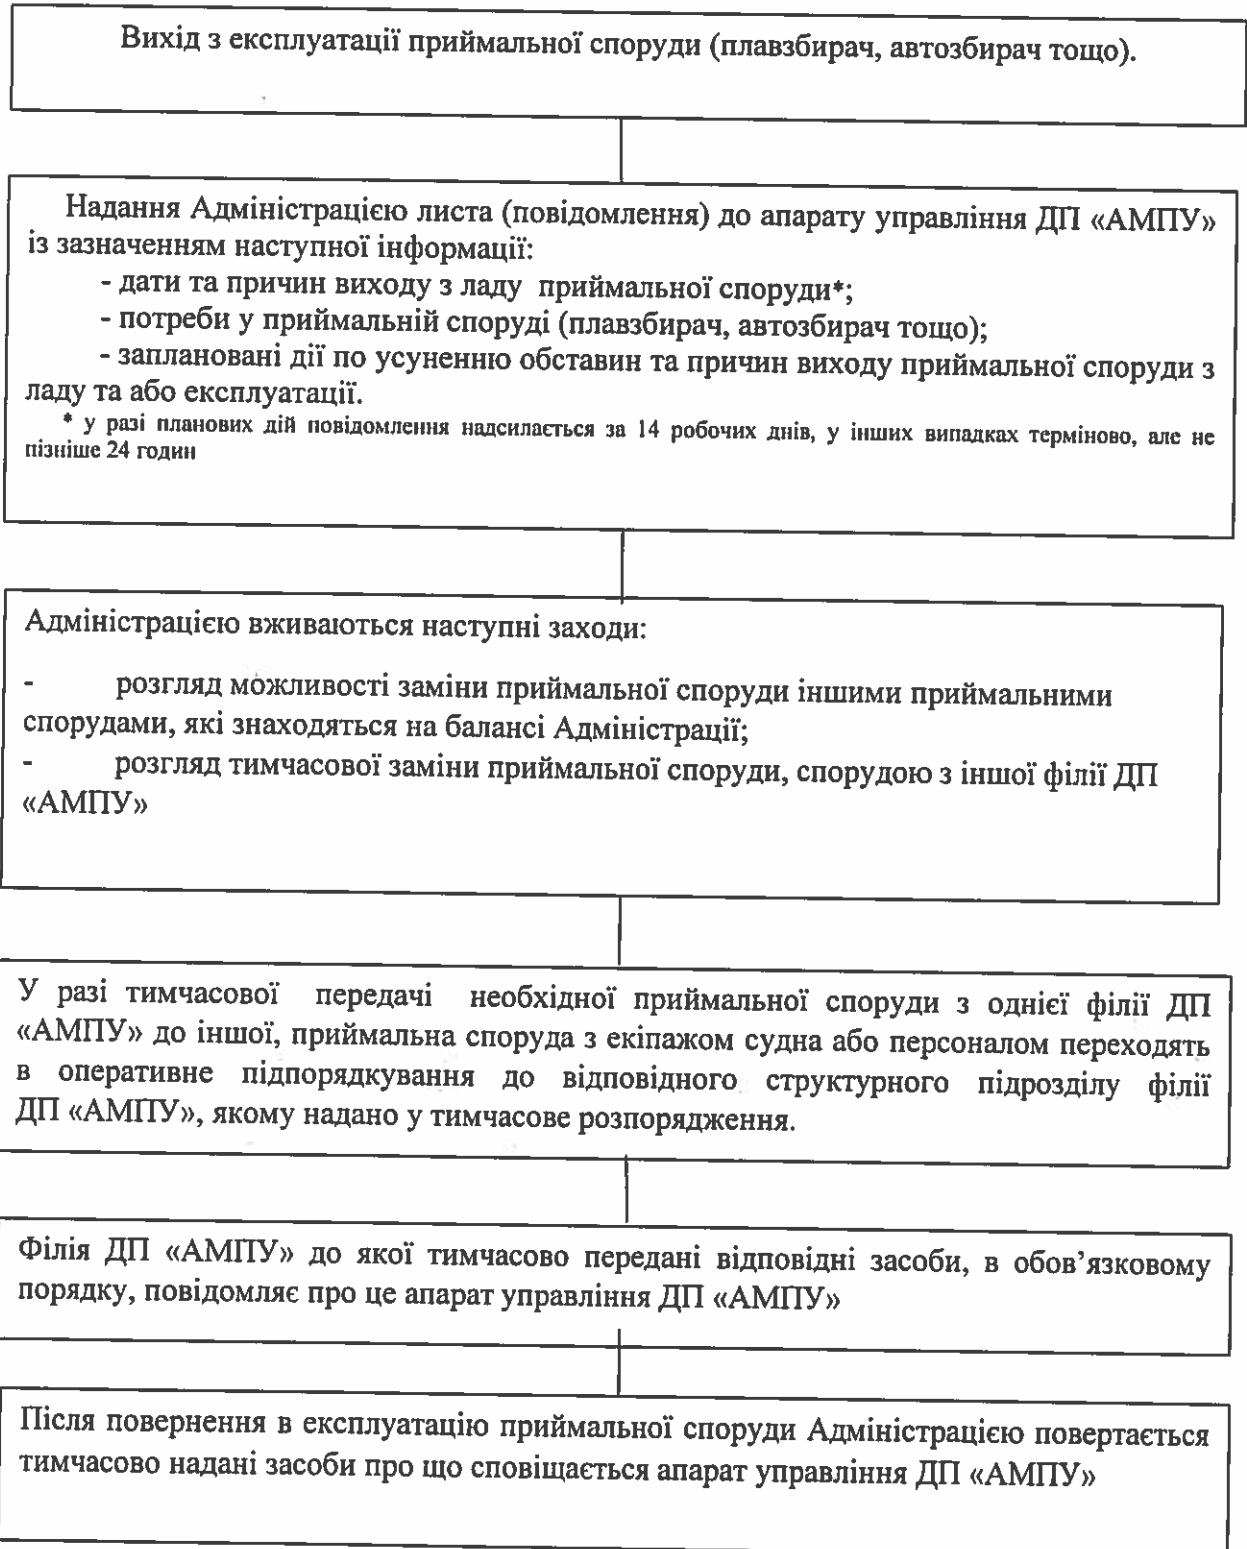 Вихід з експлуатації приймальної споруди (плавзбирач, автозбирач тощо).
Надання Адміністрацією листа (повідомлення) до апарату управління ДП «АМПУ»
із зазначенням наступної інформації:
- дати та причин виходу з ладу приймальної споруди*;
- потреби у приймальній споруді (плавзбирач, автозбирач тощо);
- заплановані дії по усуненню обставин та причин виходу приймальної споруди з
ладу та або експлуатації.
* у разі планових дій повідомлення надсилається за 14 робочих днів, у інших випадках терміново, але не
пізніше 24 годин
Адміністрацією вживаються наступні заходи:
- розгляд можливості заміни приймальної споруди іншими приймальними
спорудами, які знаходяться на балансі Адміністрації;
- розгляд тимчасової заміни приймальної споруди, спорудою з іншої філії ДП
«АМПУ»
У разі тимчасової передачі необхідної приймальної споруди з однієї філії ДП
«АМПУ» до іншої, приймальна споруда з екіпажом судна або персоналом переходять
в оперативне підпорядкування до відповідного структурного підрозділу філії
ДП «АМПУ», якому надано у тимчасове розпорядження.
Філія ДП «АМПУ» до якої тимчасово передані відповідні засоби, в обов’язковому
порядку, повідомляє про це апарат управління ДП «АМПУ»
Після повернення в експлуатацію приймальної споруди Адміністрацією повертається
тимчасово надані засоби про що сповіщається апарат управління ДП «АМПУ»